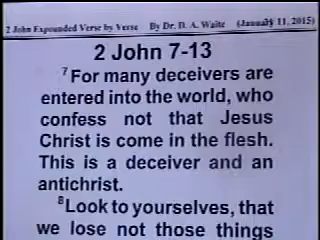 2 John Expounded Verse by Verse By Dr. D. A. Waite (January 11, 2015)
2 John 7-13
7For many deceivers are
entered into the world, who
confess not that Jesus
Christ is come in the flesh.
This is a deceiver and an
antichrist.
8Look to yourselves, that
we lose not those things